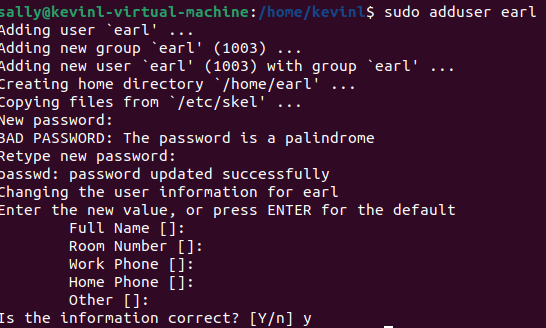 sally@kevinl-virtual-machine:/home/kevinl$ sudo adduser earl
Adding user `earl' ...
Adding new group `earl' (1003) ...
Adding new user `earl' (1003) with group `earl' ...
Creating home directory `/home/earl' ...
Copying files from `/etc/skel' ...
New password:
BAD PASSWORD: The password is a palindrome
Retype new password:
passwd: password updated successfully
Changing the user information for earl
Enter the new value, or press ENTER for the default
Full Name []:
Room Number []:
Work Phone []:
Home Phone []:
Other []:
Is the information correct? [Y/n] y